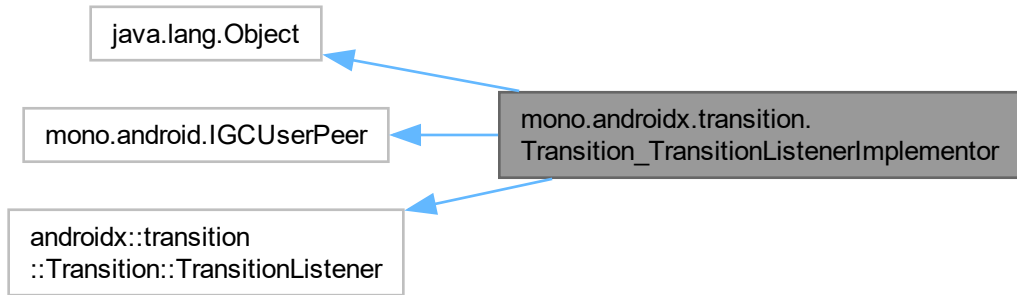 java.lang.Object
mono.android.IGCUserPeer
androidx::transition
::Transition::TransitionListener
mono.androidx.transition.
Transition_TransitionListenerImplementor